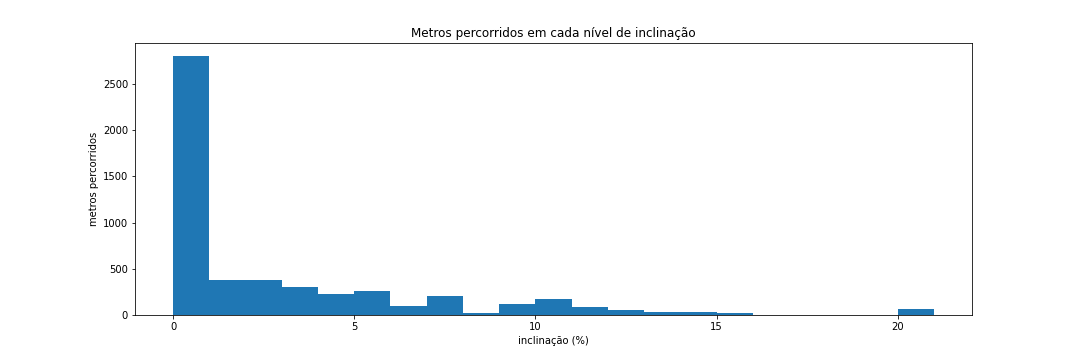 Metros percorridos em cada nível de inclinação
metros percorridos
2500
2000
1500
1000
500
0
0 5 10 15 20
inclinação (%)